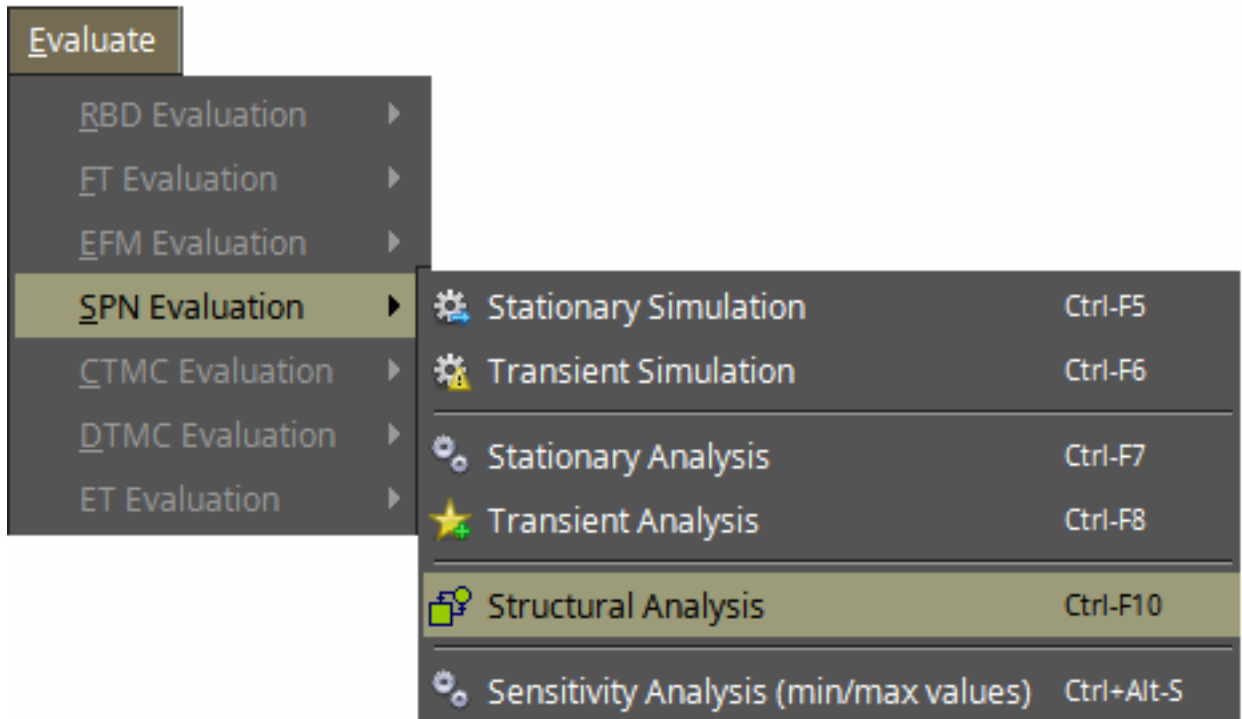 Evaluate
RBD Evaluation
FT Evaluation
EFM Evaluation
SPN Evaluation
CTMC Evaluation
DTMC Evaluation
ET Evaluation
Stationary Simulation Ctrl-F5
Transient Simulation Ctrl-F6
Stationary Analysis Ctrl-F7
Transient Analysis Ctrl-F8
Structural Analysis Ctrl-F10
Sensitivity Analysis (min/max values) Ctrl+Alt-S